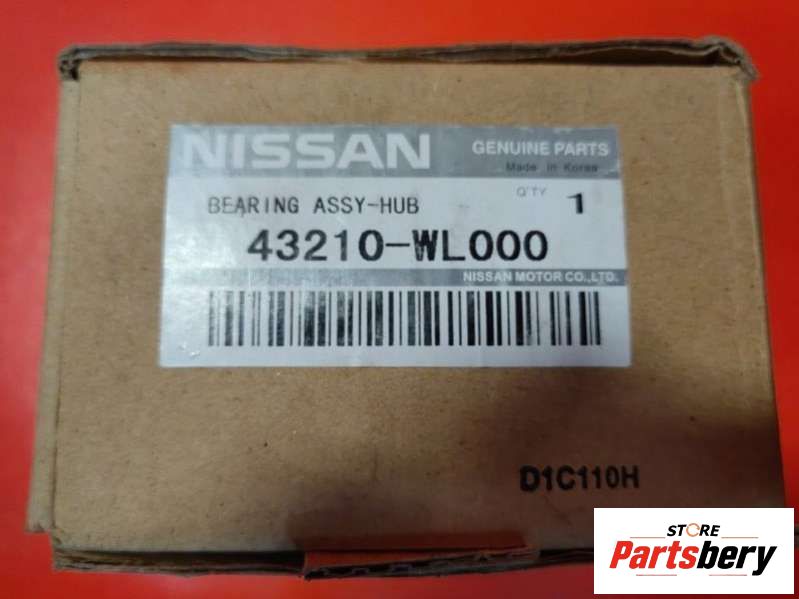 NISSAN
GENUINE PARTS
Made in Korea
BEARING ASSY-HUB
Q'TY 1
43210-WL000
NISSAN MOTOR CO.,LTD.
D1C110H
STORE
Partsbery